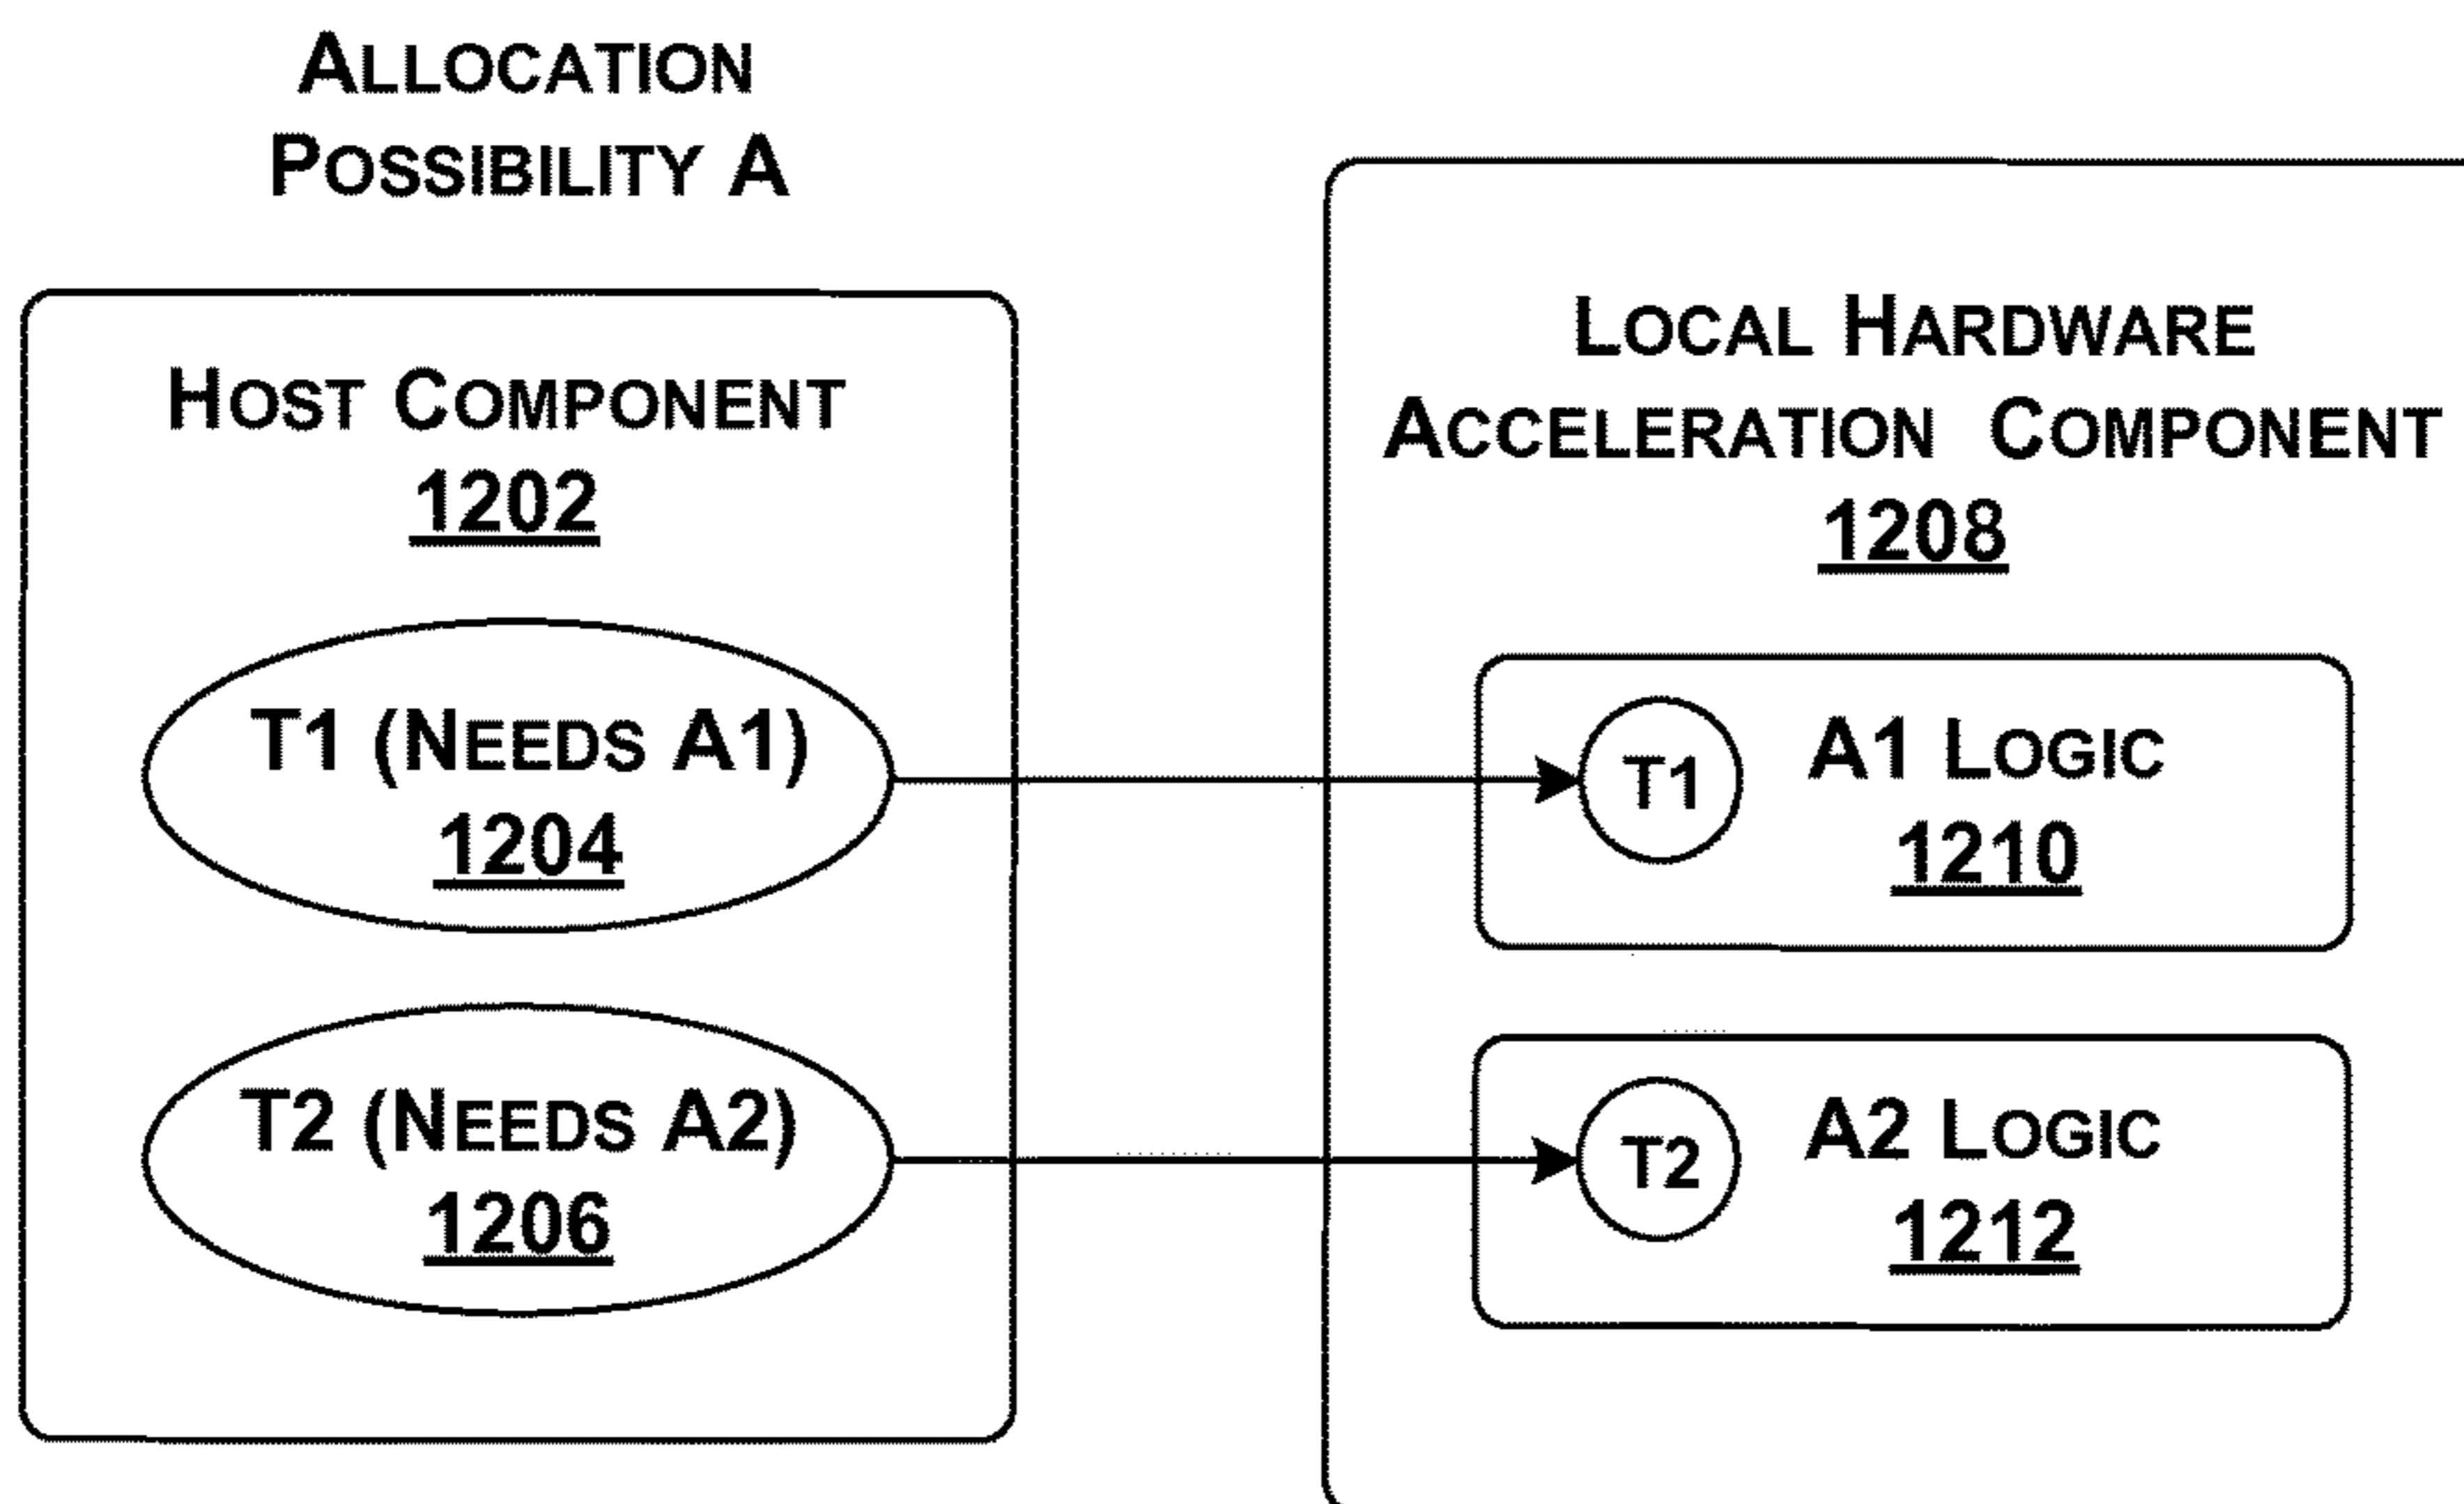 ALLOCATION
POSSIBILITY A
HOST COMPONENT
1202
T1 (NEEDS A1)
1204
T2 (NEEDS A2)
1206
LOCAL HARDWARE
ACCELERATION COMPONENT
1208
T1
A1 LOGIC
1210
T2
A2 LOGIC
1212